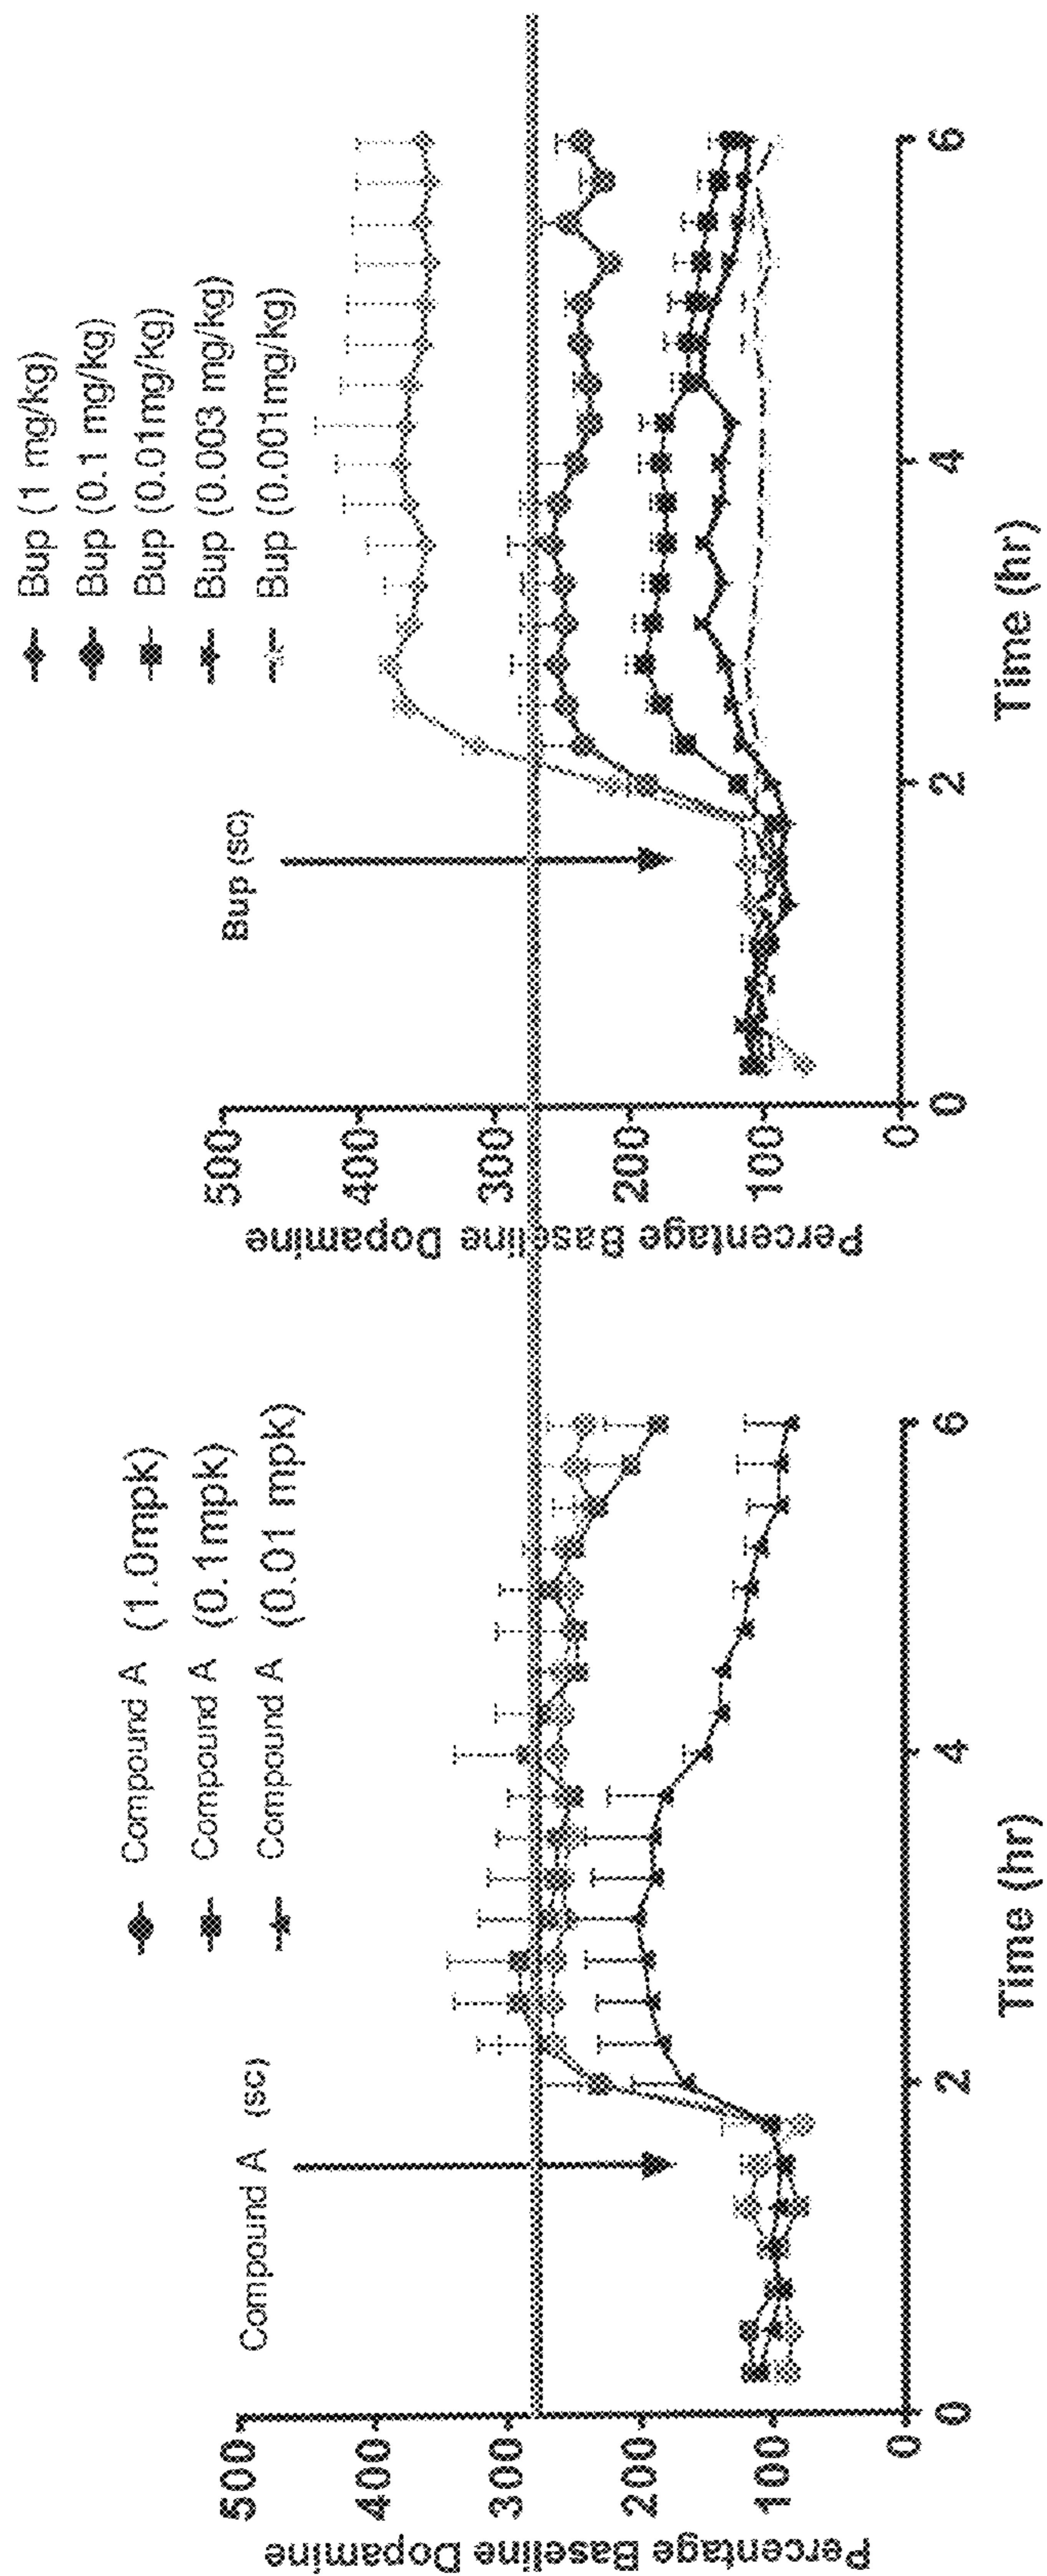 Compound A (1.0mpk)
Compound A (0.1mpk)
Compound A (0.01 mpk)
Compound A (sc)
Percentage Baseline Dopamine
500
400
300
200
100
0
0 2 4 6
Time (hr)
Bup (1 mg/kg)
Bup (0.1 mg/kg)
Bup (0.01mg/kg)
Bup (0.003 mg/kg)
Bup (0.001mg/kg)
Bup (sc)
Percentage Baseline Dopamine
500
400
300
200
100
0
0 2 4 6
Time (hr)